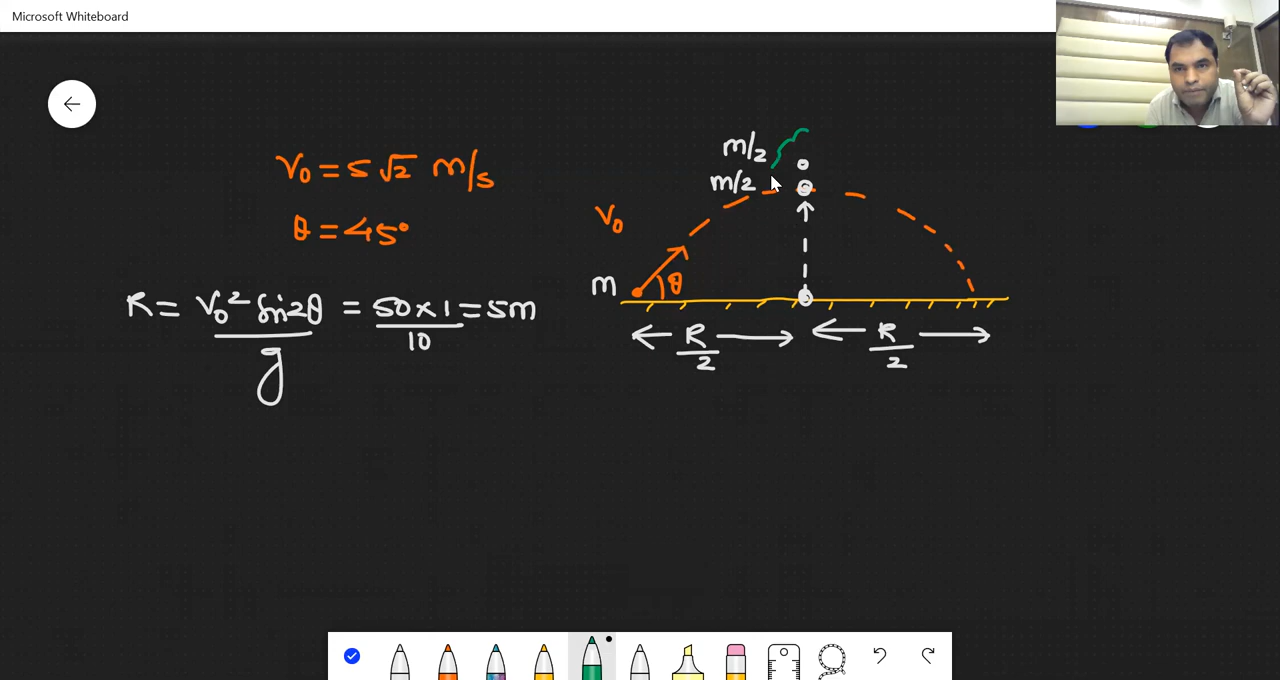 Microsoft Whiteboard
V₀ = 5 √2 m/s
θ = 45°
R = V₀² Sin2θ / g = 50 × 1 / 10 = 5m
m/2
m/2
V₀
m
θ
R/2
R/2